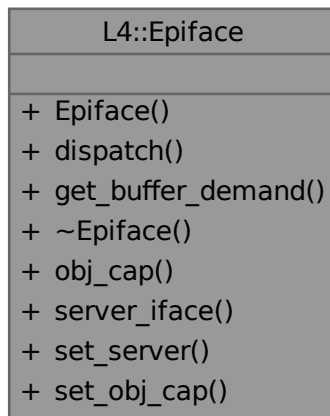 L4::Epiface
+ Epiface()
+ dispatch()
+ get_buffer_demand()
+ ~Epiface()
+ obj_cap()
+ server_iface()
+ set_server()
+ set_obj_cap()